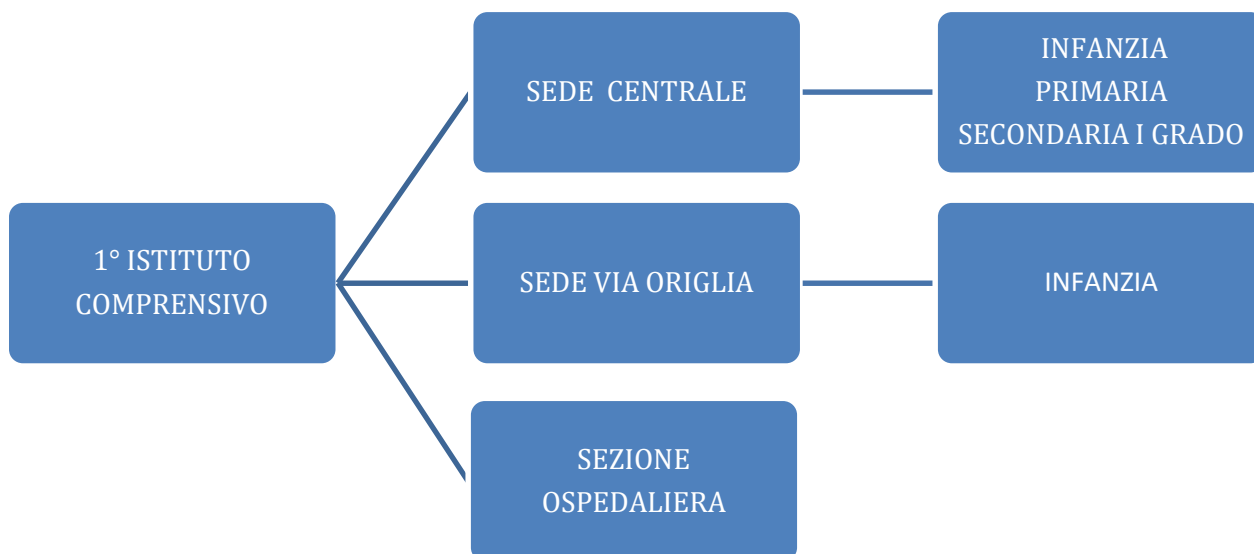 1° ISTITUTO
COMPRENSIVO
SEDE CENTRALE
INFANZIA
PRIMARIA
SECONDARIA I GRADO
SEDE VIA ORIGLIA
INFANZIA
SEZIONE
OSPEDALIERA